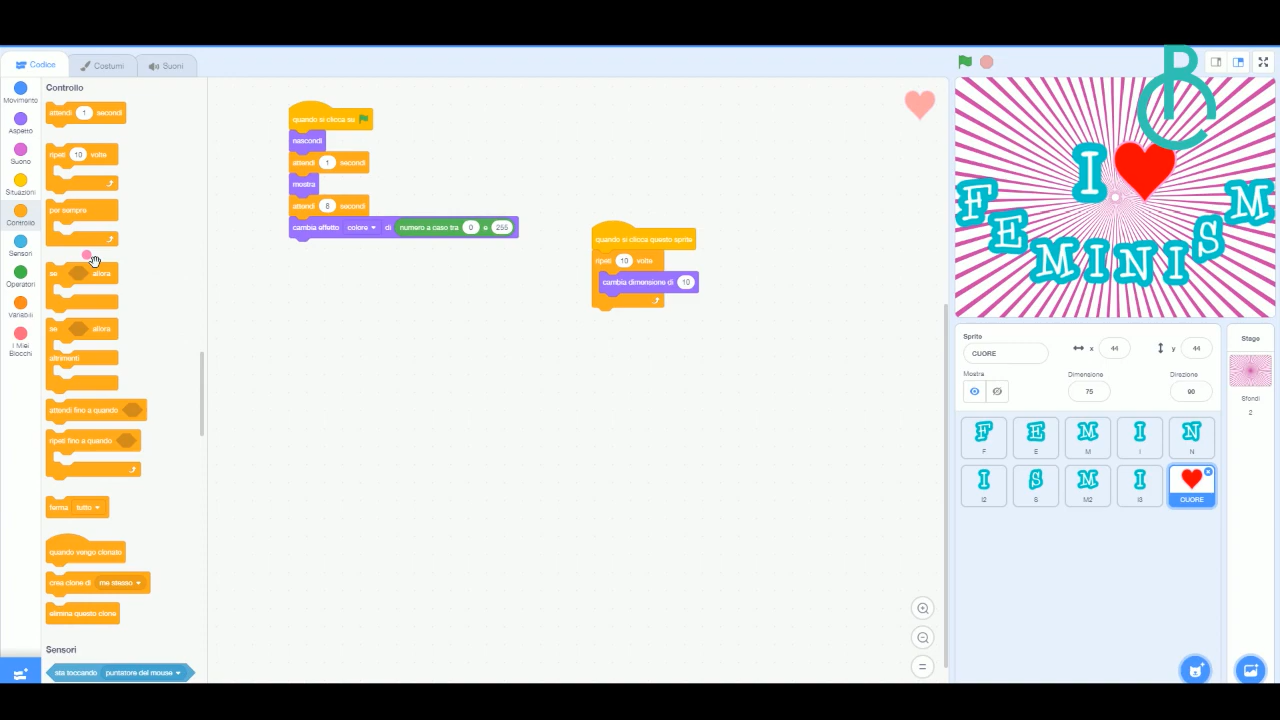 Codice
Costumi
Suoni
Movimento
Aspetto
Suono
Situazioni
Controllo
Sensori
Operatori
Variabili
I Miei
Blocchi
Controllo
attendi 1 secondi
ripeti 10 volte
per sempre
se allora
se allora
altrimenti
attendi fino a quando
ripeti fino a quando
ferma tutto
quando vengo clonato
crea clone di me stesso
elimina questo clone
Sensori
sta toccando puntatore del mouse
quando si clicca su
nascondi
attendi 1 secondi
mostra
attendi 8 secondi
cambia effetto colore di numero a caso tra 0 e 255
quando si clicca questo sprite
ripeti 10 volte
cambia dimensione di 10
I
F E M I N I S M
Sprite
CUORE
x 44
y 44
Mostra
Dimensione
75
Direzione
90
F
E
M
I
N
F
E
M
I
N
I
S
M
I
I2
S
M2
I3
CUORE
Stage
Sfondi
2